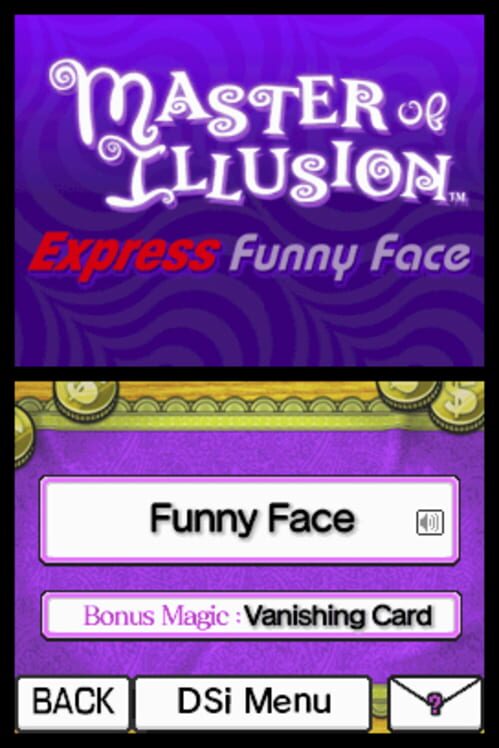 MASTER OF
ILLUSION™
Express Funny Face
Funny Face
Bonus Magic : Vanishing Card
BACK
DSi Menu
?